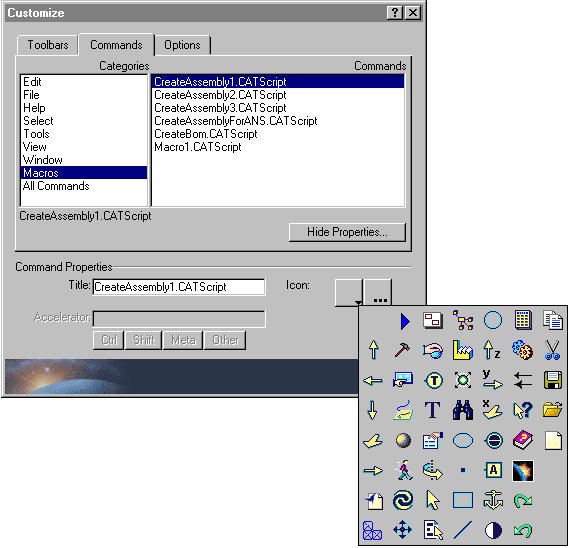 Customize
Toolbars Commands Options
Categories Commands
Edit
File
Help
Select
Tools
View
Window
Macros
All Commands
CreateAssembly1.CATScript
CreateAssembly2.CATScript
CreateAssembly3.CATScript
CreateAssemblyForANS.CATScript
CreateBom.CATScript
Macro1.CATScript
CreateAssembly1.CATScript
Hide Properties...
Command Properties
Title: CreateAssembly1.CATScript Icon: ...
Accelerator:
Ctrl Shift Meta Other
z
T y
T x ?
A